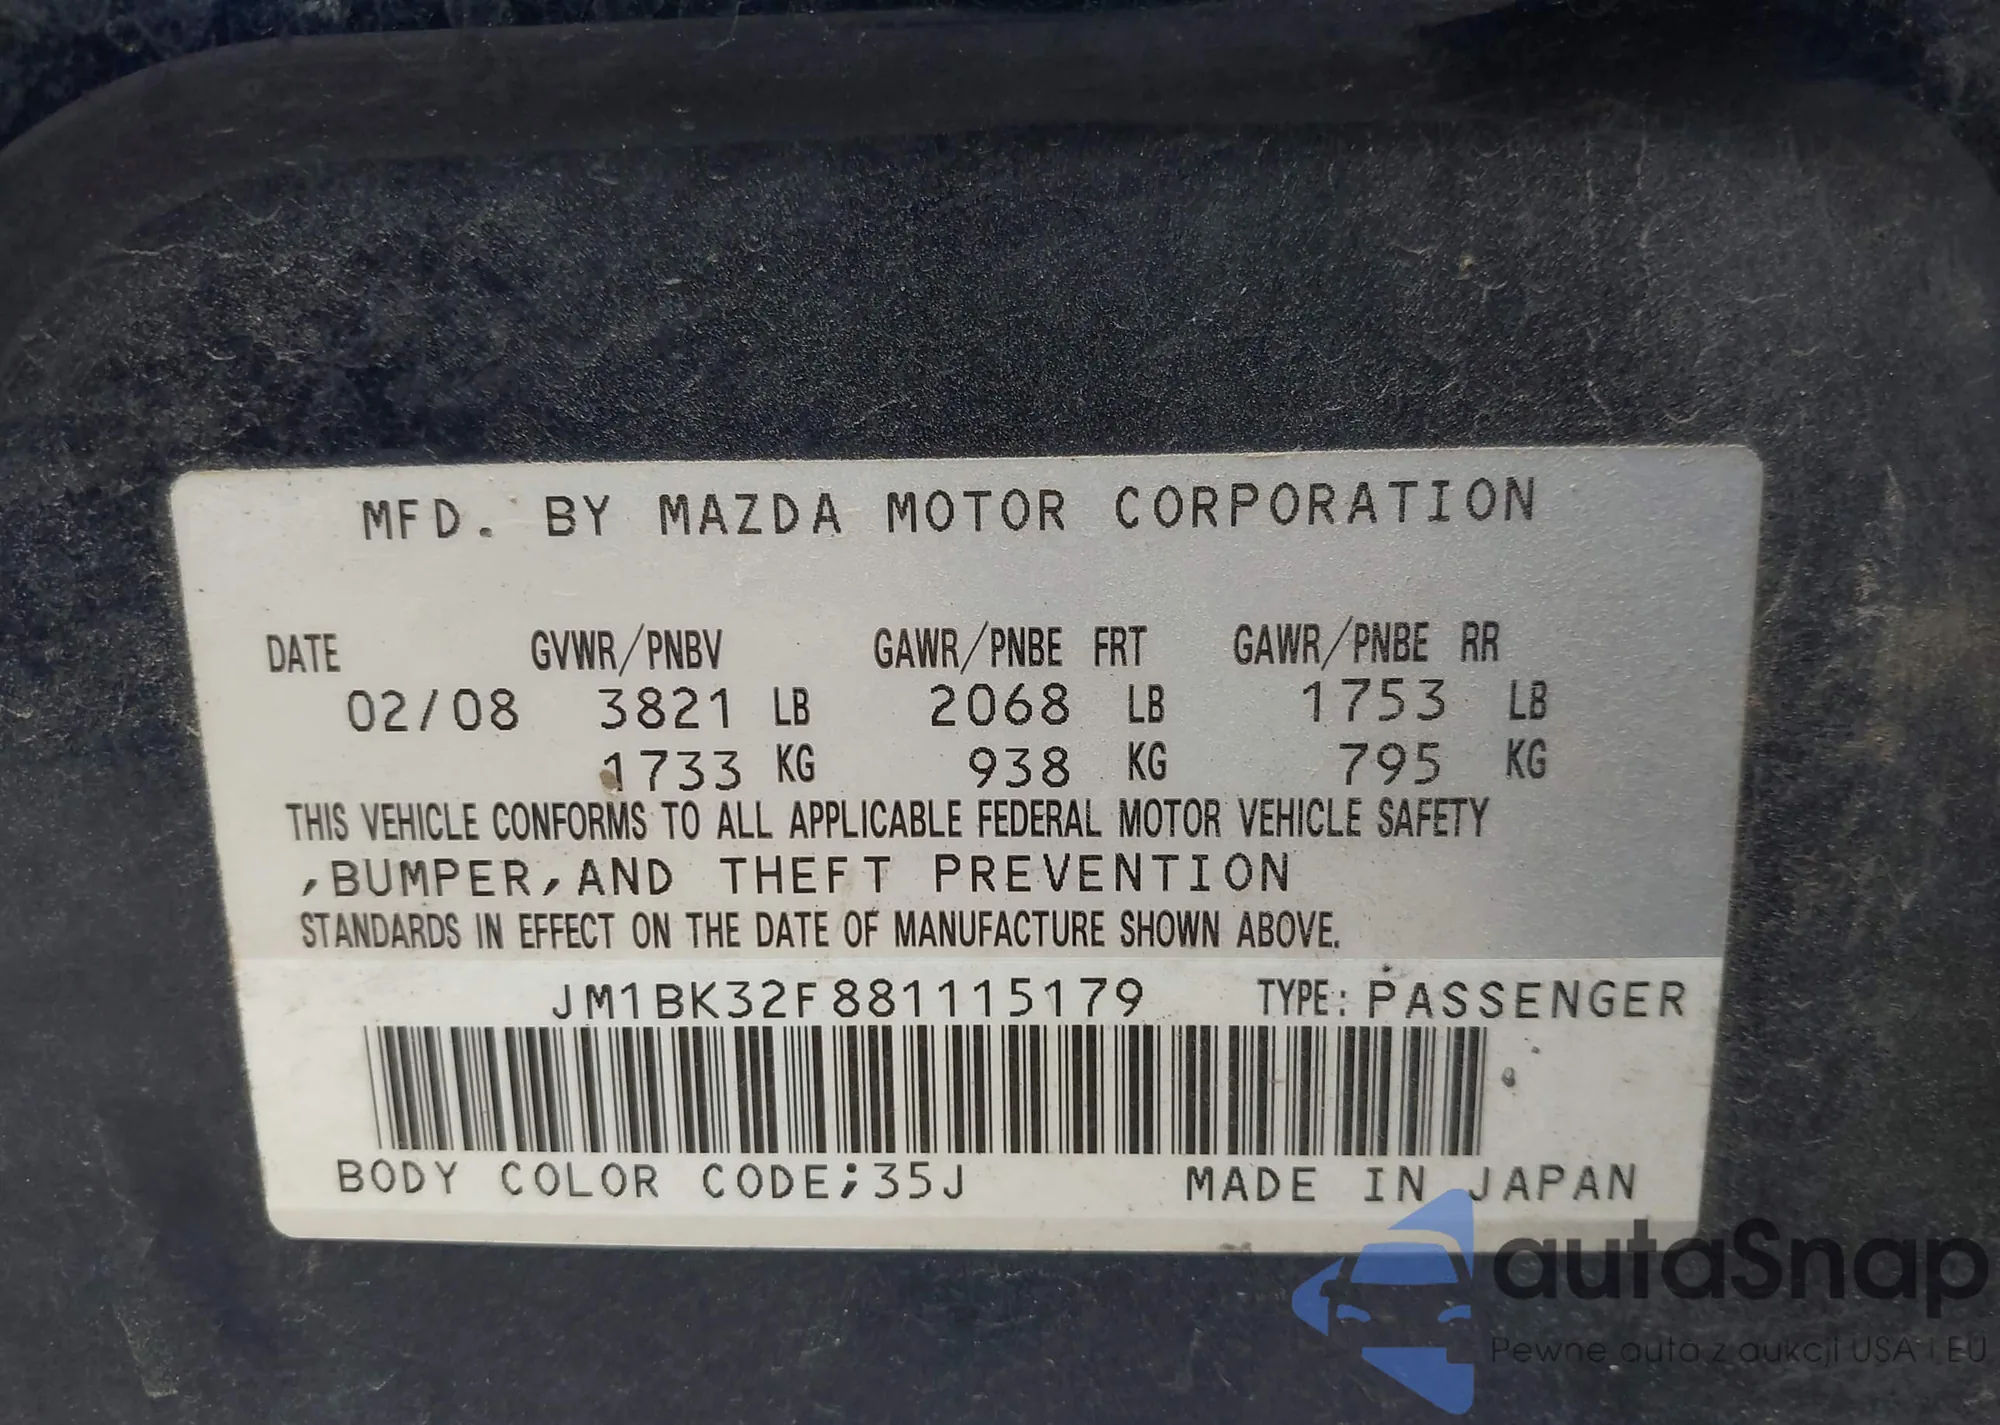 MFD. BY MAZDA MOTOR CORPORATION
DATE GVWR/PNBV GAWR/PNBE FRT GAWR/PNBE RR
02/08 3821 LB 2068 LB 1753 LB
1733 KG 938 KG 795 KG
THIS VEHICLE CONFORMS TO ALL APPLICABLE FEDERAL MOTOR VEHICLE SAFETY
,BUMPER,AND THEFT PREVENTION
STANDARDS IN EFFECT ON THE DATE OF MANUFACTURE SHOWN ABOVE.
JM1BK32F881115179 TYPE: PASSENGER
BODY COLOR CODE;35J MADE IN JAPAN
autaSnap
Pewne auta z aukcji USA i EU